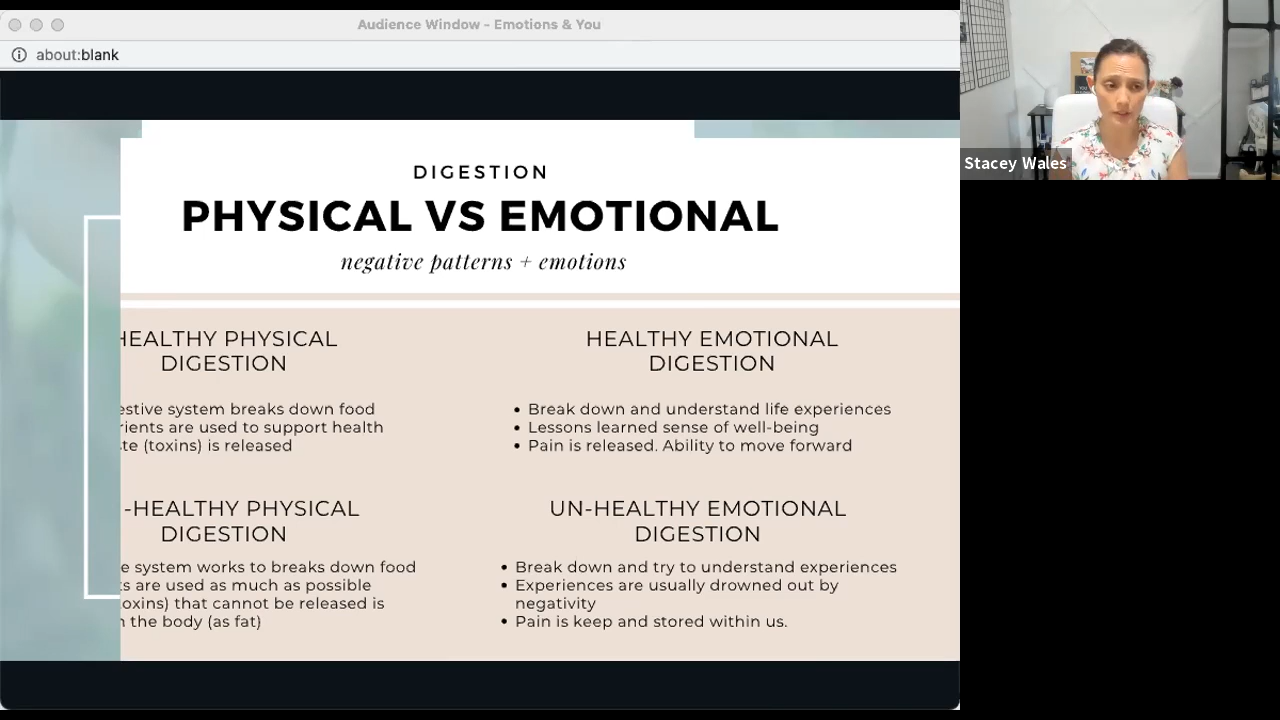 Audience Window - Emotions & You
about:blank
Stacey Wales
DIGESTION
PHYSICAL VS EMOTIONAL
negative patterns + emotions
HEALTHY PHYSICAL
DIGESTION
system breaks down food
are used to support health
(toxins) is released
HEALTHY EMOTIONAL
DIGESTION
• Break down and understand life experiences
• Lessons learned sense of well-being
• Pain is released. Ability to move forward
-HEALTHY PHYSICAL
DIGESTION
system works to breaks down food
are used as much as possible
that cannot be released is
the body (as fat)
UN-HEALTHY EMOTIONAL
DIGESTION
• Break down and try to understand experiences
• Experiences are usually drowned out by
negativity
• Pain is keep and stored within us.